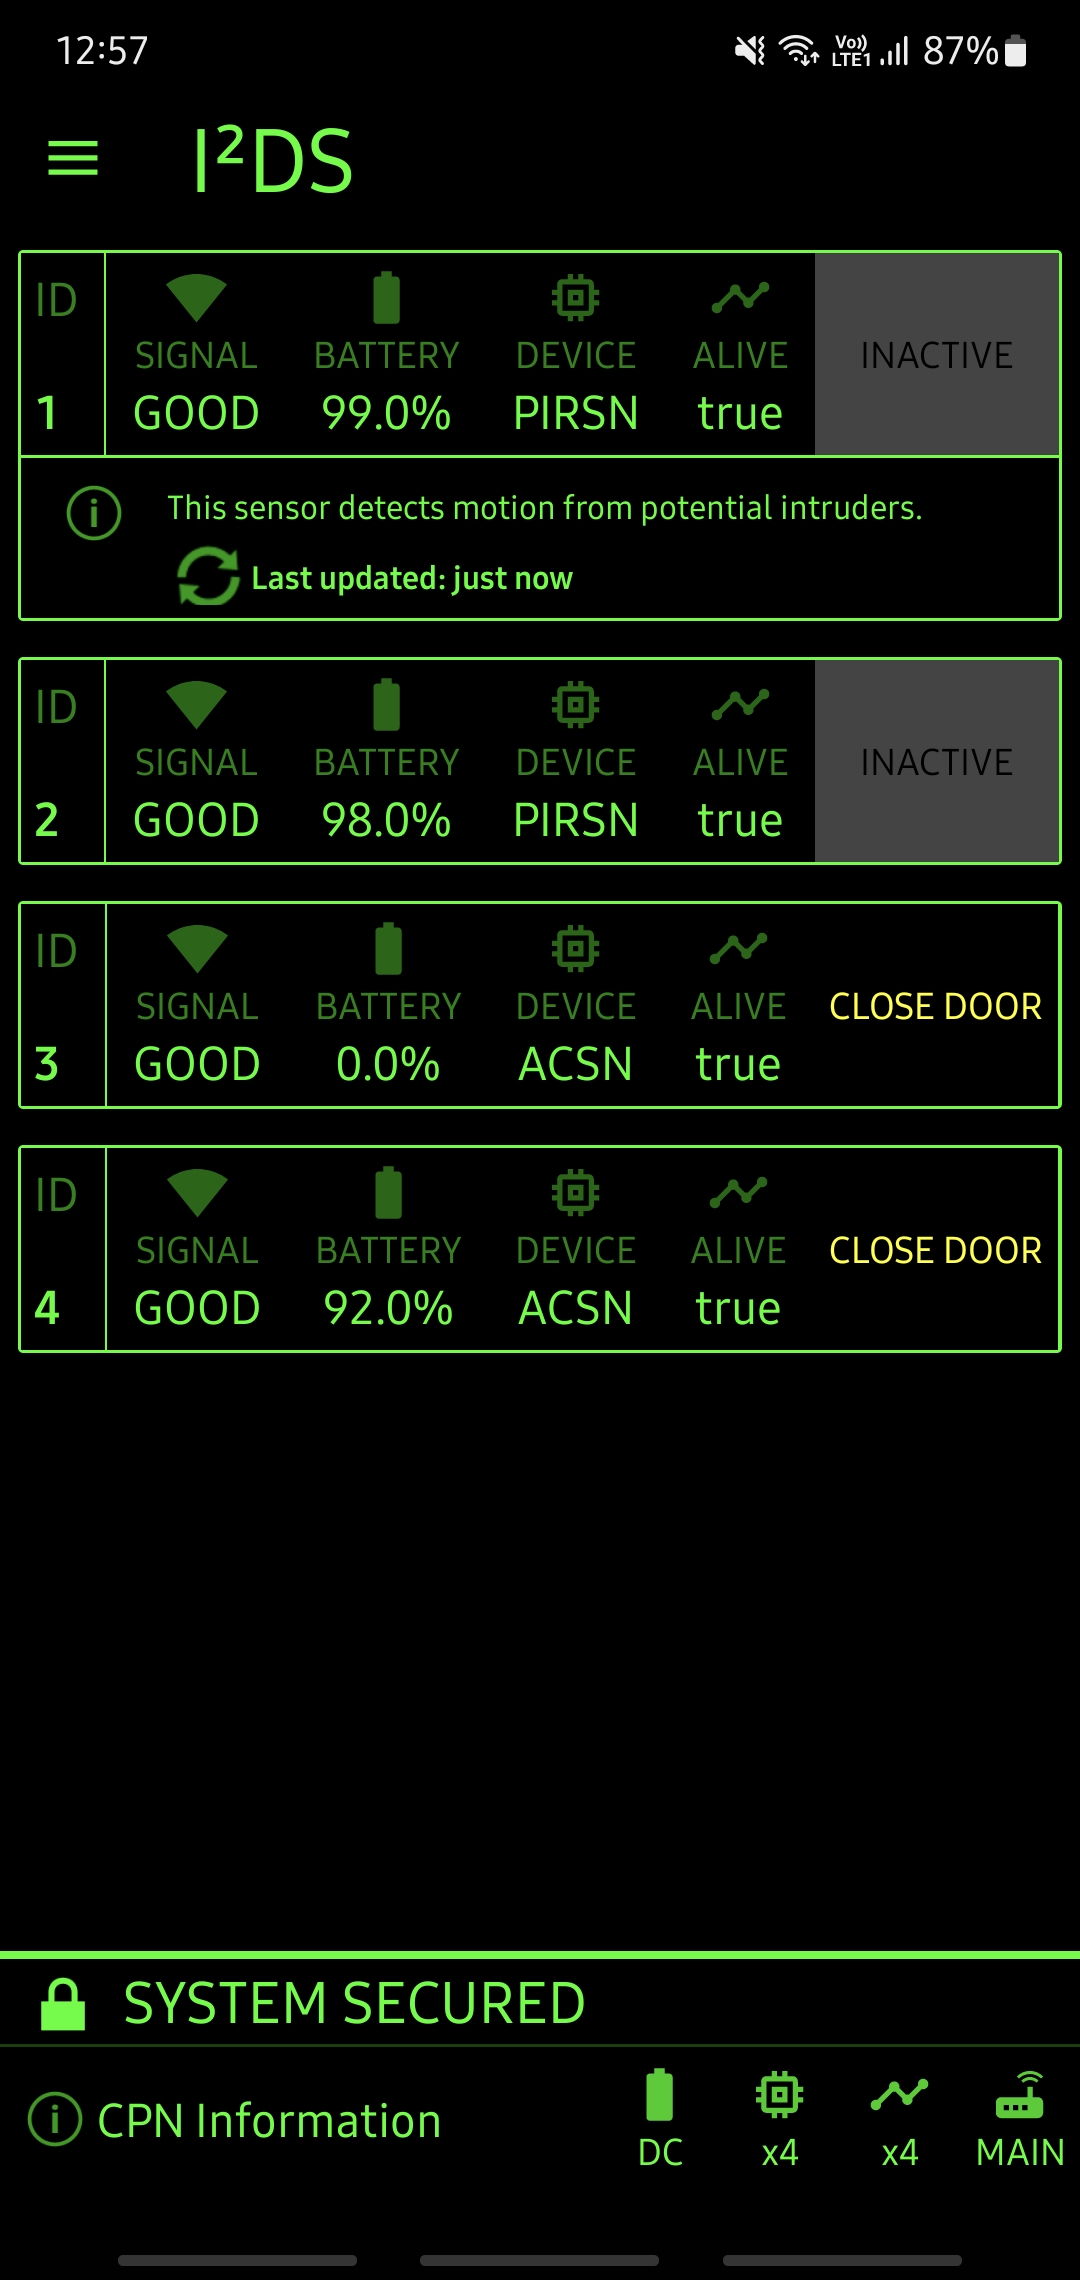 12:57 Vo)) LTE1 87%
I²DS
ID SIGNAL BATTERY DEVICE ALIVE INACTIVE
1 GOOD 99.0% PIRSN true
This sensor detects motion from potential intruders.
Last updated: just now
ID SIGNAL BATTERY DEVICE ALIVE INACTIVE
2 GOOD 98.0% PIRSN true
ID SIGNAL BATTERY DEVICE ALIVE CLOSE DOOR
3 GOOD 0.0% ACSN true
ID SIGNAL BATTERY DEVICE ALIVE CLOSE DOOR
4 GOOD 92.0% ACSN true
SYSTEM SECURED
CPN Information
DC x4 x4 MAIN